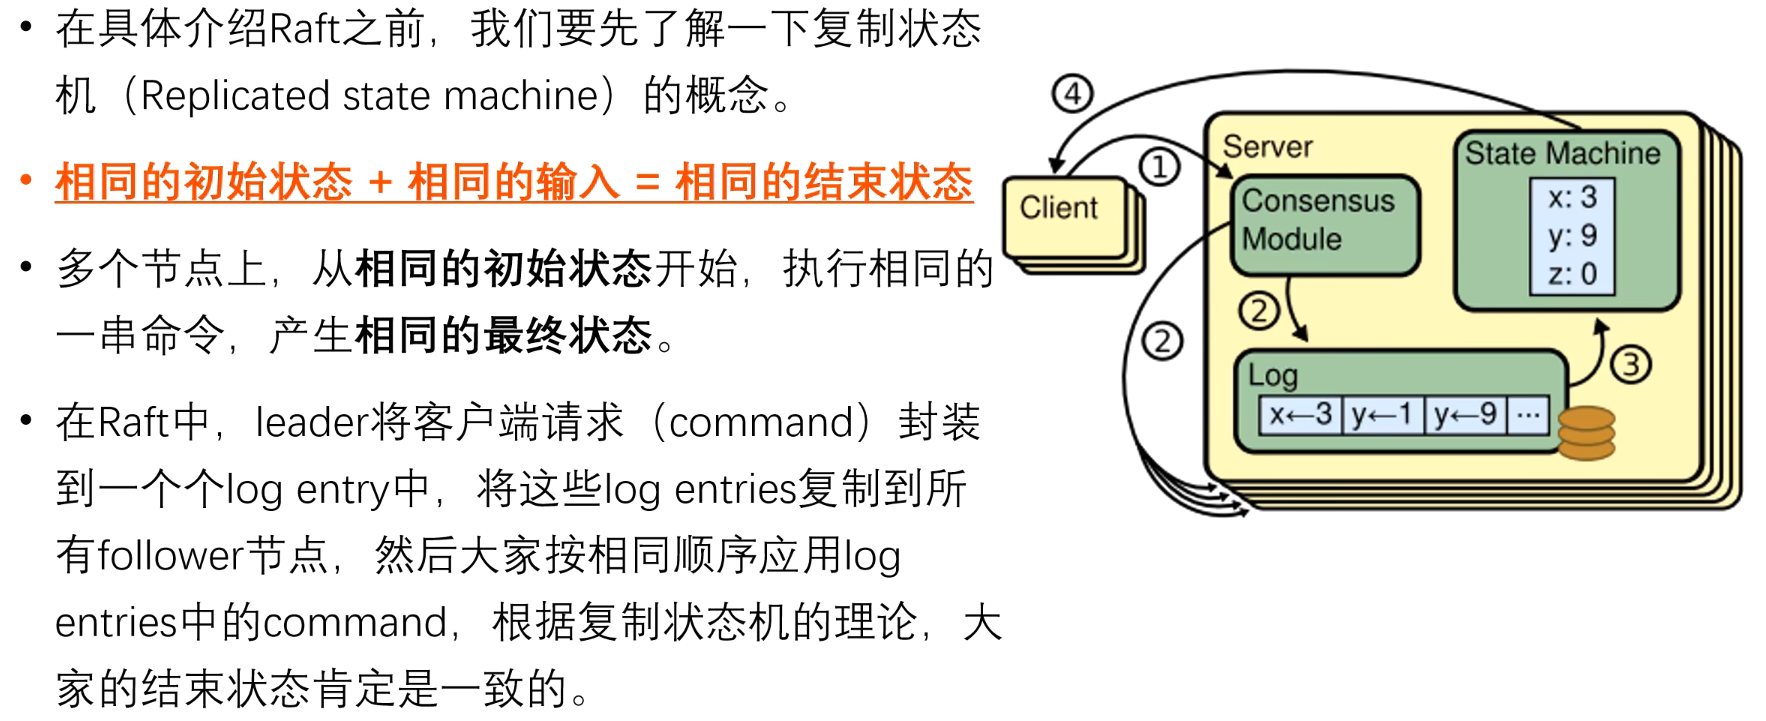 • 在具体介绍Raft之前，我们要先了解一下复制状态
机（Replicated state machine）的概念。
• 相同的初始状态 + 相同的输入 = 相同的结束状态
• 多个节点上，从相同的初始状态开始，执行相同的
一串命令，产生相同的最终状态。
• 在Raft中，leader将客户端请求（command）封装
到一个个log entry中，将这些log entries复制到所
有follower节点，然后大家按相同顺序应用log
entries中的command，根据复制状态机的理论，大
家的结束状态肯定是一致的。
④
①
Client
Server
Consensus
Module
State Machine
x: 3
y: 9
z: 0
②
②
③
Log
x←3 y←1 y←9 ...